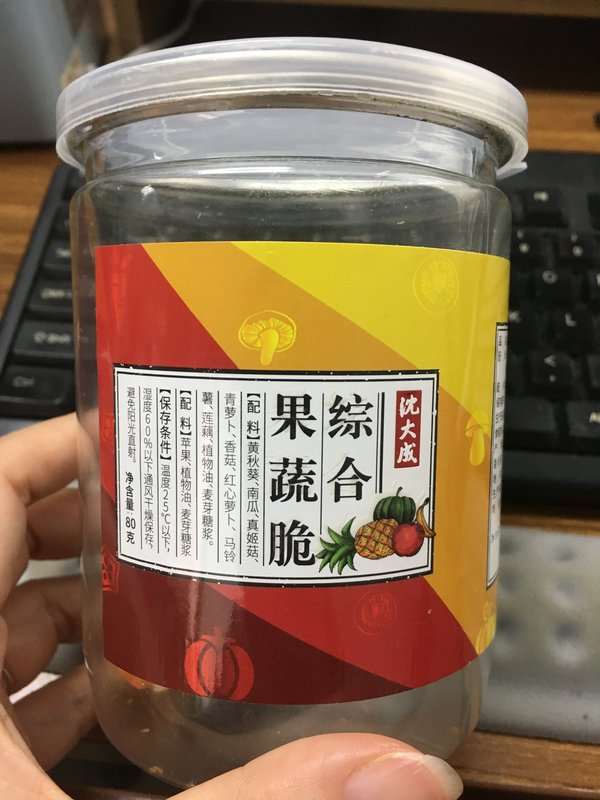 沈大成
综合
果蔬脆
【配 料】黄秋葵、南瓜、真姬菇、
青萝卜、香菇、红心萝卜、马铃
薯、莲藕、植物油、麦芽糖浆。
【配 料】苹果、植物油、麦芽糖浆
【保存条件】温度25℃以下,
湿度60%以下通风干燥保存,
避免阳光直射。 净含量:80克